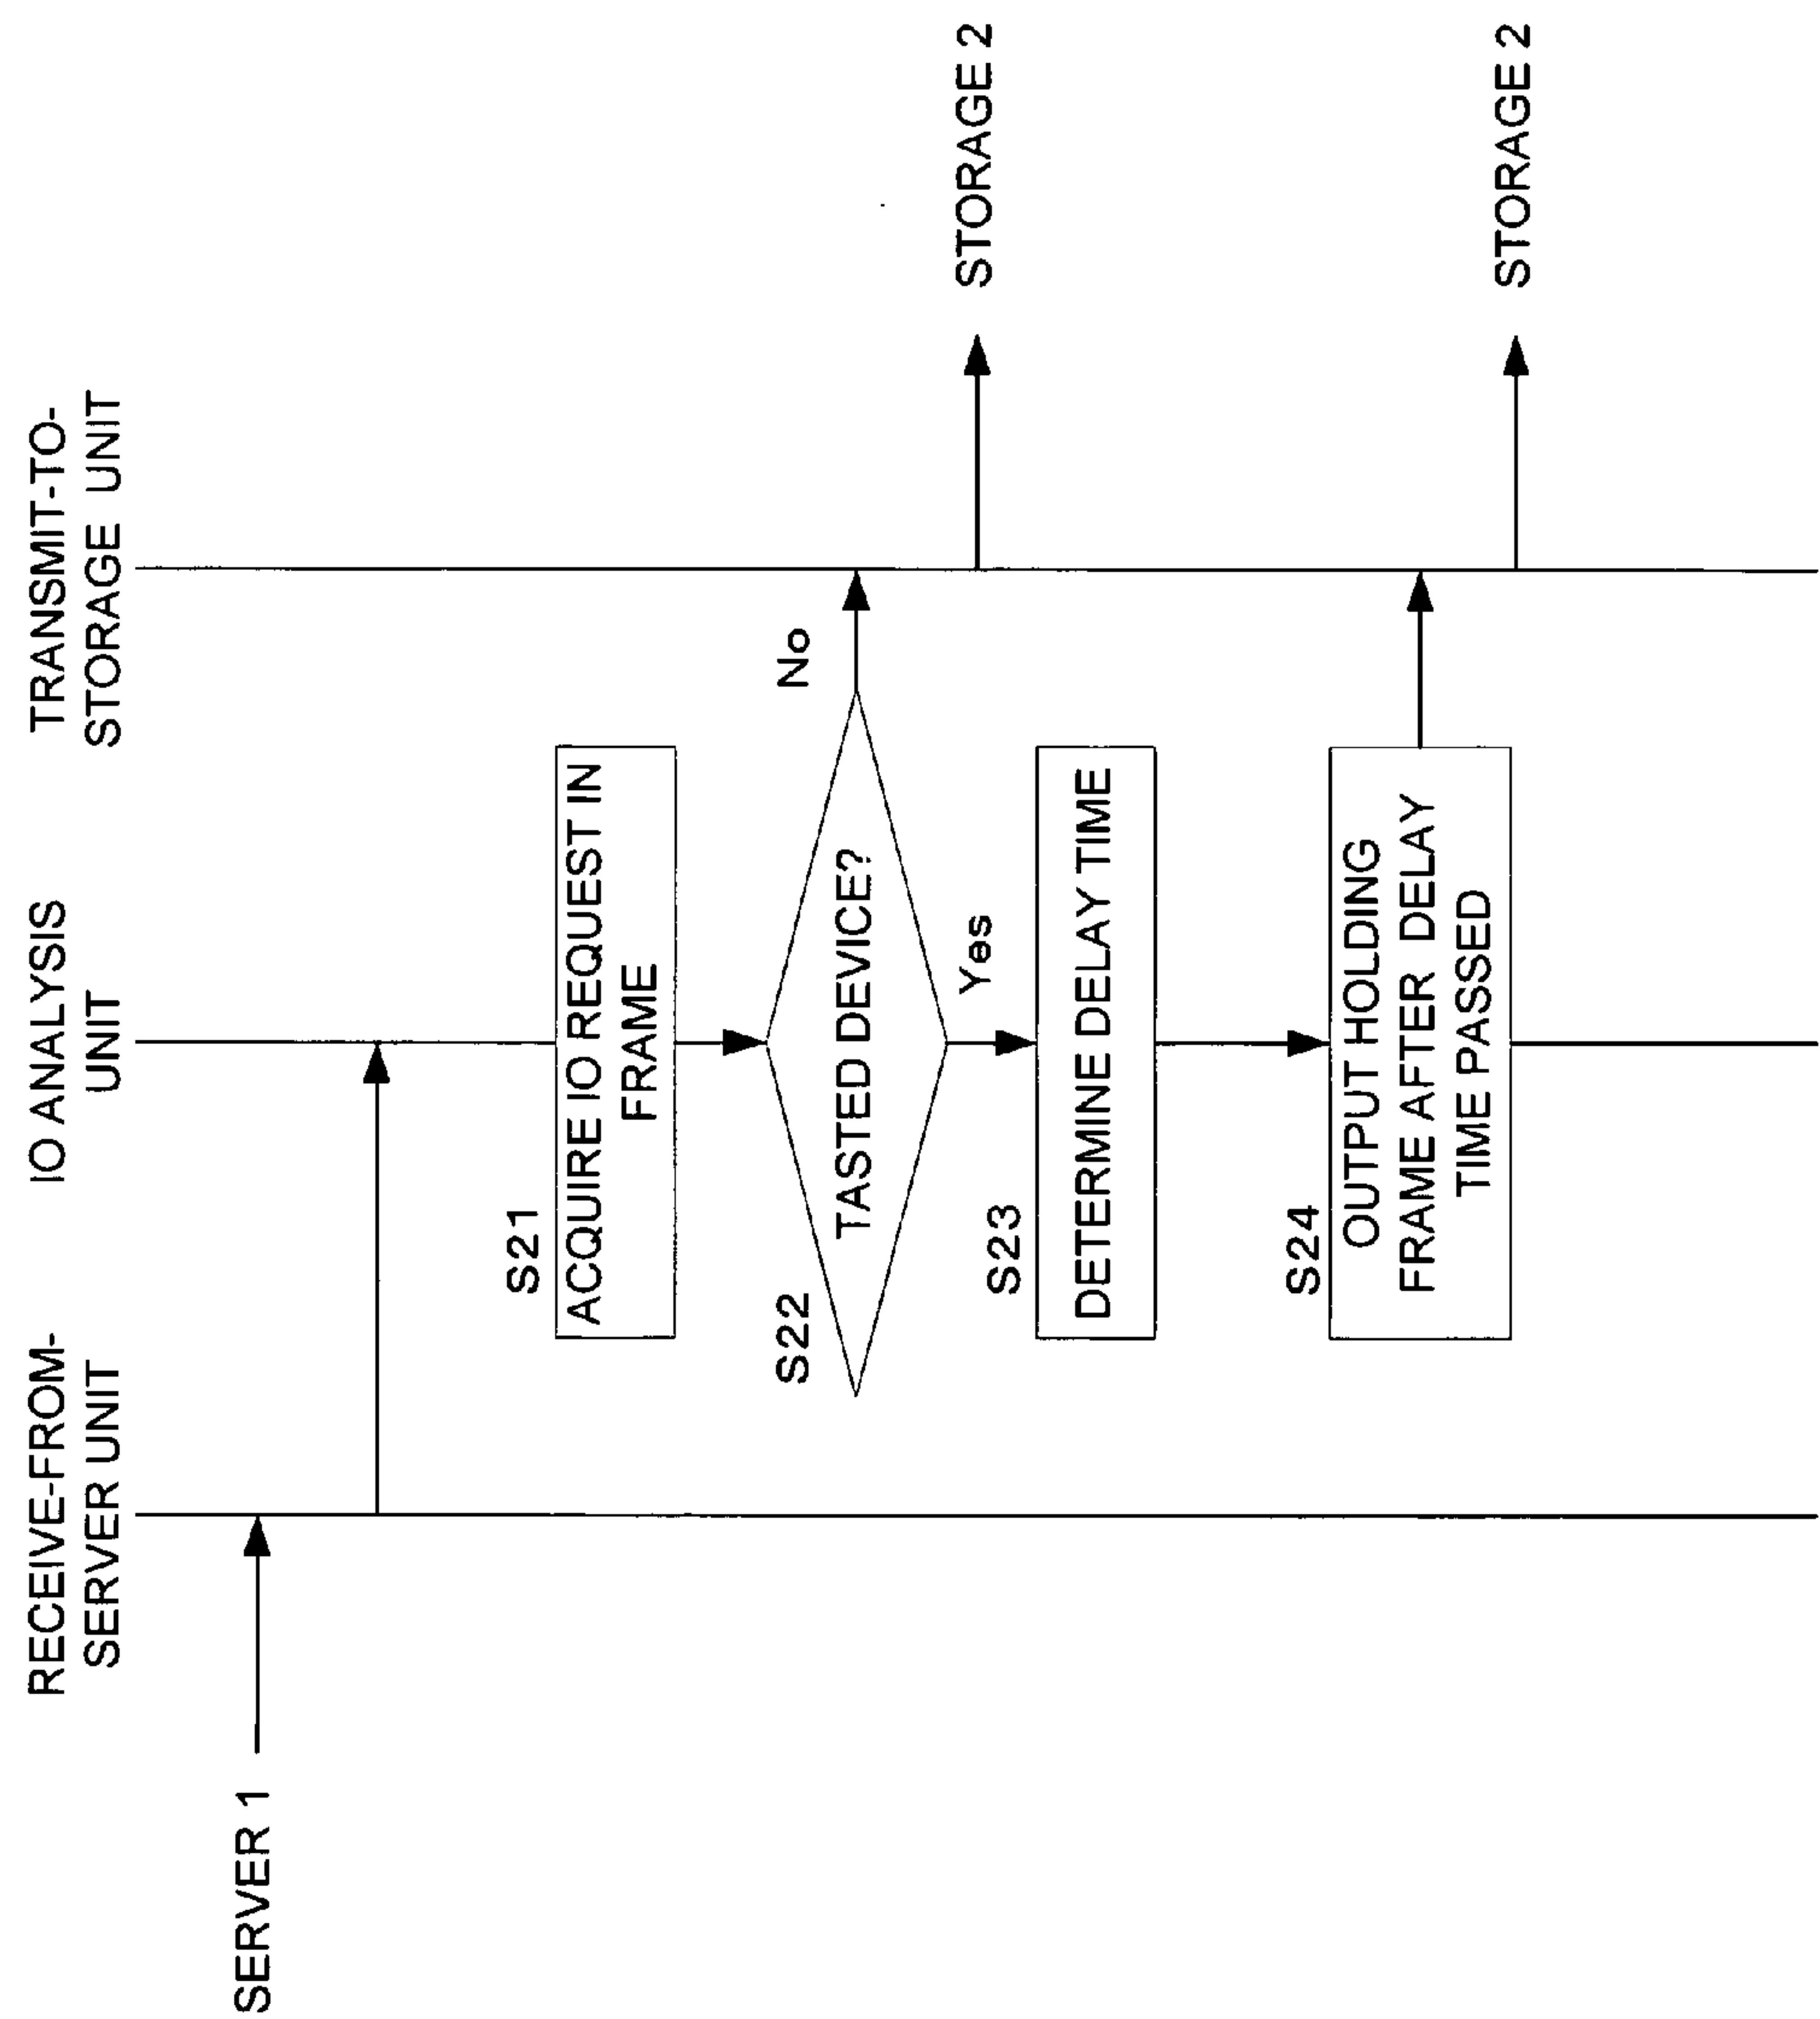 RECEIVE-FROM-
SERVER UNIT
IO ANALYSIS
UNIT
TRANSMIT-TO-
STORAGE UNIT
SERVER 1
S21
ACQUIRE IO REQUEST IN
FRAME
S22
TASTED DEVICE?
No
Yes
STORAGE 2
S23
DETERMINE DELAY TIME
S24
OUTPUT HOLDING
FRAME AFTER DELAY
TIME PASSED
STORAGE 2